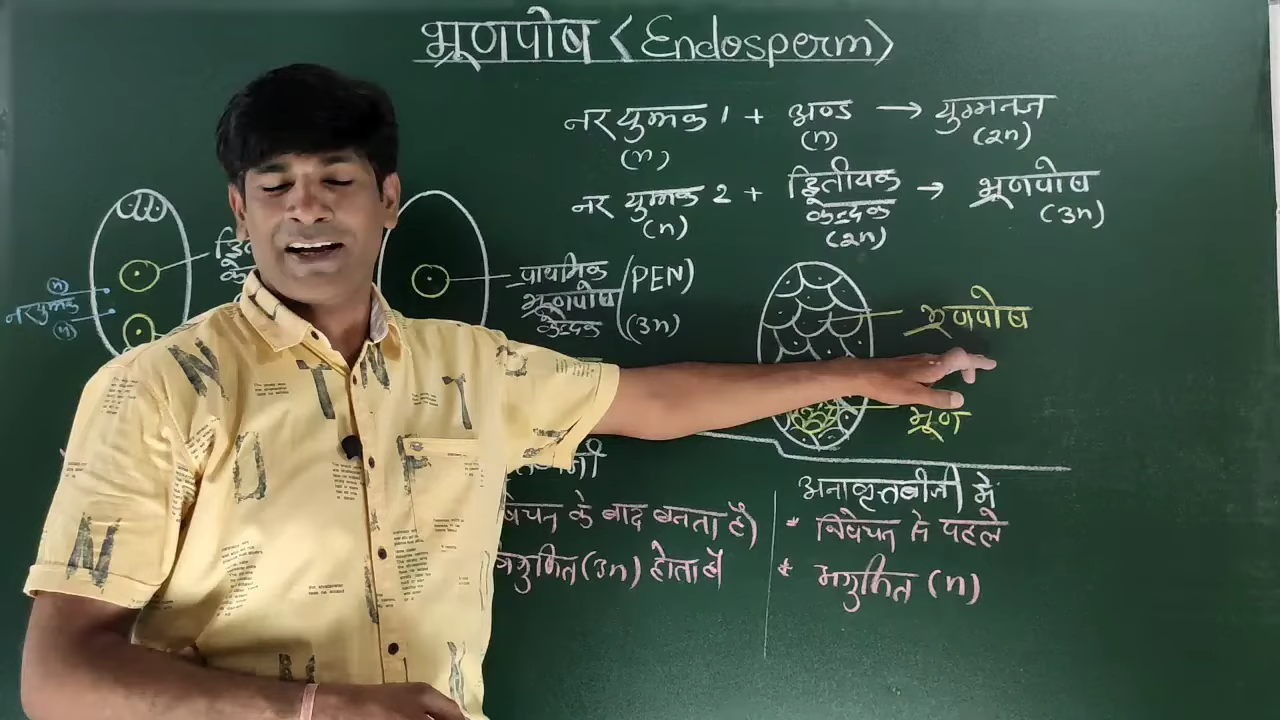 भ्रूणपोष < Endosperm >
नर युग्मक 1 + अण्ड → युग्मनज
(n) (n) (2n)
नर युग्मक 2 + द्वितीयक केन्द्रक → भ्रूणपोष
(n) (2n) (3n)
(n)
नर युग्मक
(n)
प्राथमिक
भ्रूणपोष
केन्द्रक
(PEN)
(3n)
भ्रूणपोष
भ्रूण
के बाद बनता है)
(3n) होता है
अनावृत्तबीजी में
* निषेचन से पहले
* अगुणित (n)